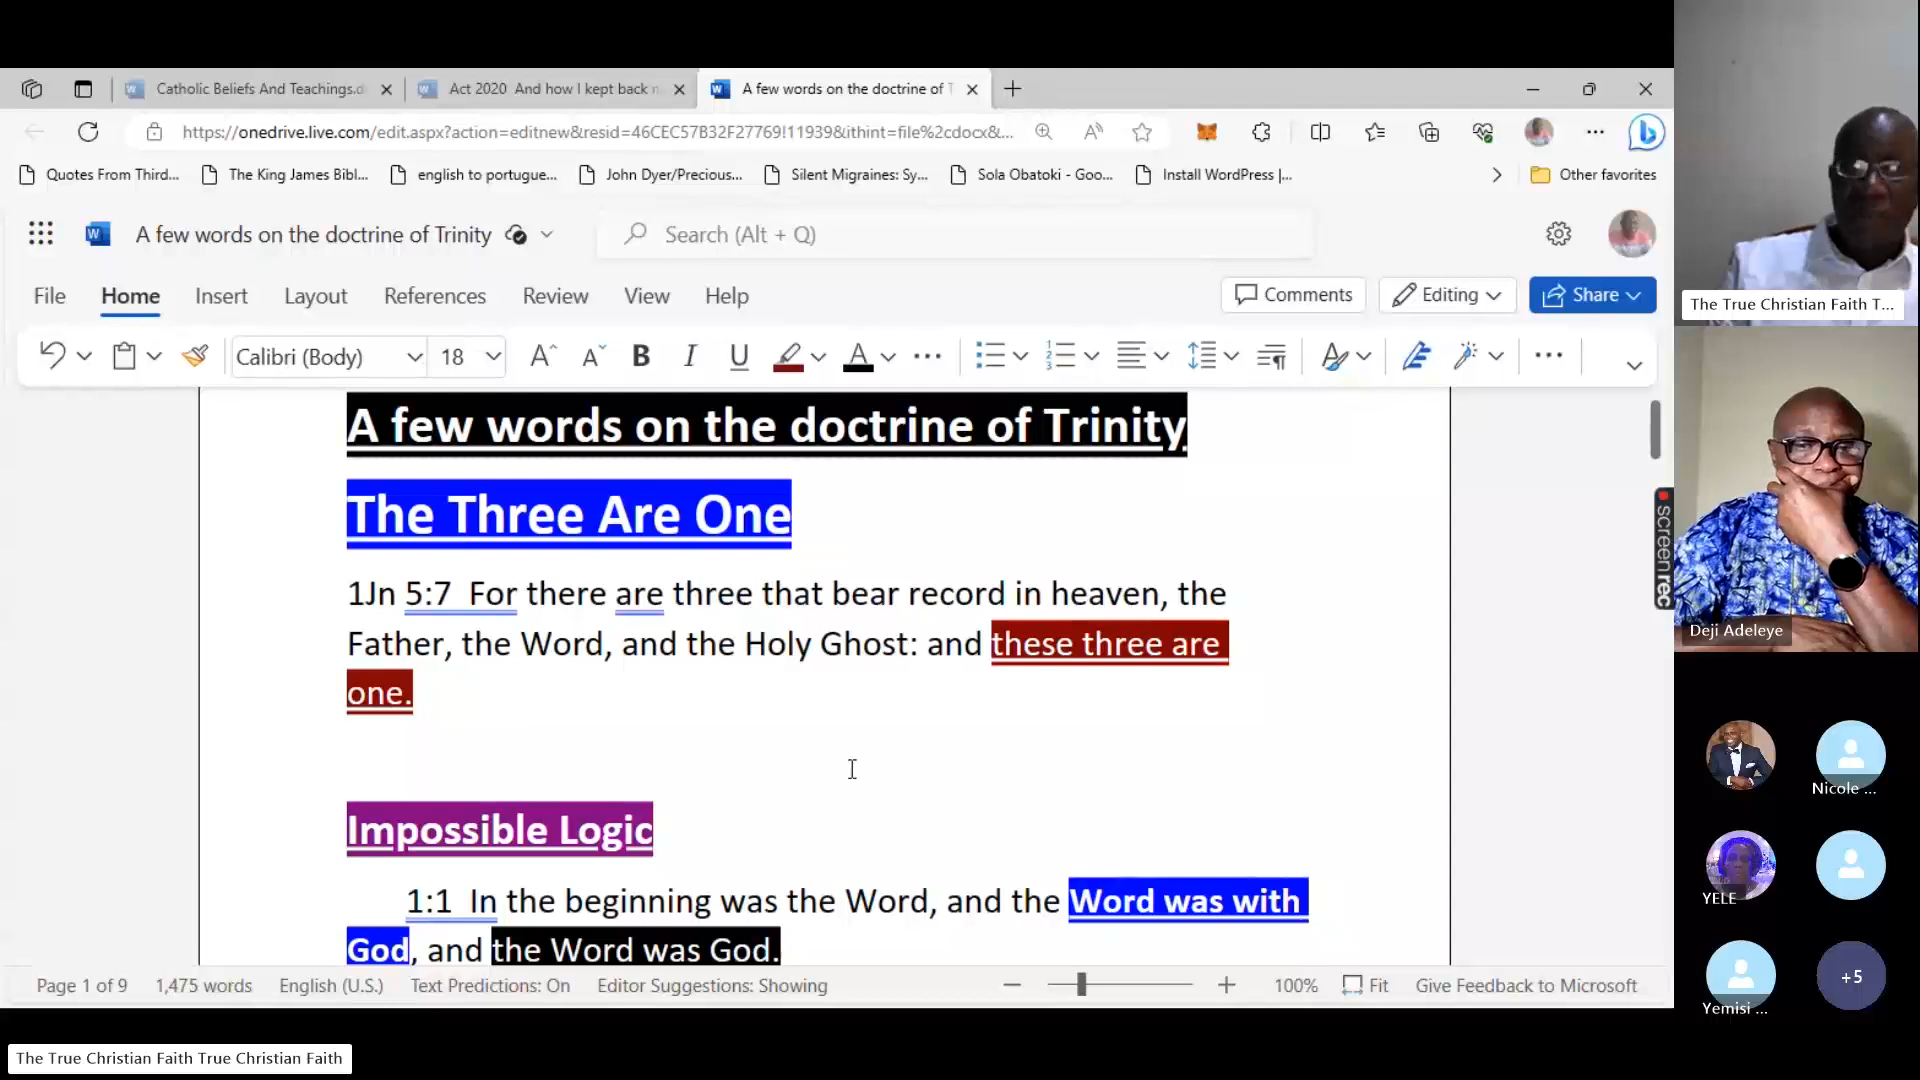 Catholic Beliefs And Teachings.d
Act 2020 And how I kept back n
A few words on the doctrine of T
https://onedrive.live.com/edit.aspx?action=editnew&resid=46CEC57B32F27769!11939&ithint=file%2cdocx&...
Quotes From Third...
The King James Bibl...
english to portugue...
John Dyer/Precious...
Silent Migraines: Sy...
Sola Obatoki - Goo...
Install WordPress |...
Other favorites
A few words on the doctrine of Trinity
Search (Alt + Q)
File Home Insert Layout References Review View Help
Comments Editing Share
Calibri (Body) 18
A few words on the doctrine of Trinity
The Three Are One
1Jn 5:7 For there are three that bear record in heaven, the
Father, the Word, and the Holy Ghost: and these three are
one.
Impossible Logic
1:1 In the beginning was the Word, and the Word was with
God, and the Word was God.
Page 1 of 9 1,475 words English (U.S.) Text Predictions: On Editor Suggestions: Showing 100% Fit Give Feedback to Microsoft
The True Christian Faith T...
screenrec
Deji Adeleye
Nicole ...
YELE
Yemisi ...
+5
The True Christian Faith True Christian Faith